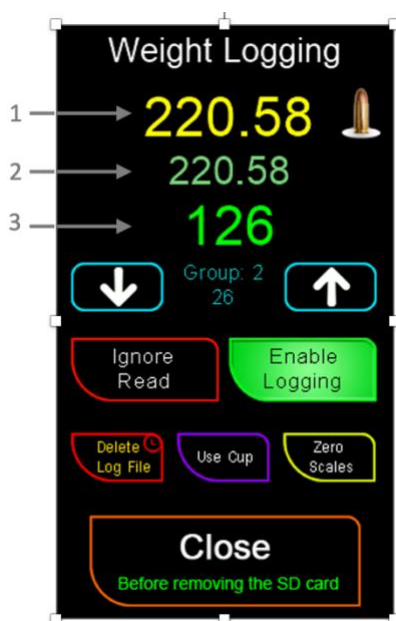 Weight Logging
1
220.58
2
220.58
3
126
Group: 2
26
Ignore
Read
Enable
Logging
Delete
Log File
Use Cup
Zero
Scales
Close
Before removing the SD card